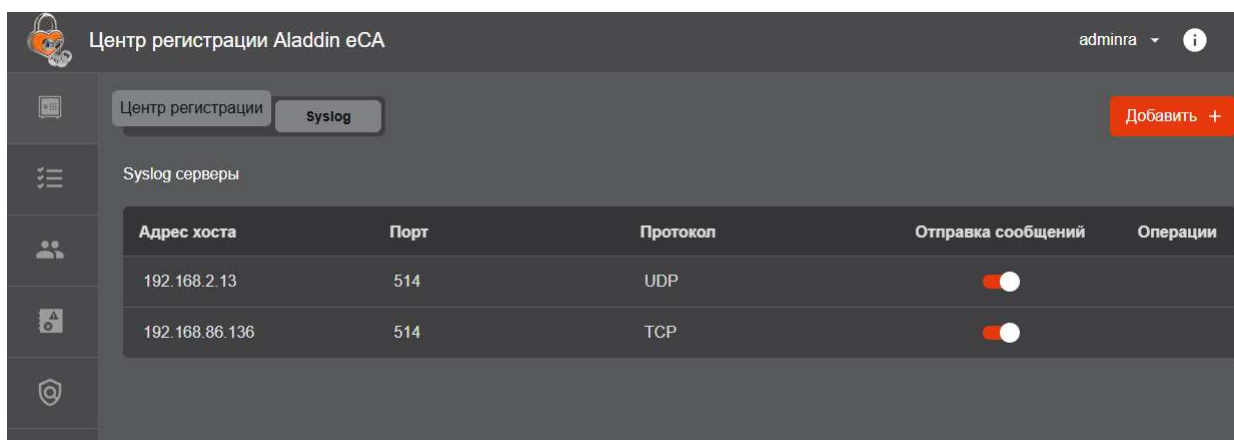 Центр регистрации Aladdin eCA
adminra
Центр регистрации Syslog
Добавить +
Syslog серверы
Адрес хоста Порт Протокол Отправка сообщений Операции
192.168.2.13 514 UDP
192.168.86.136 514 TCP